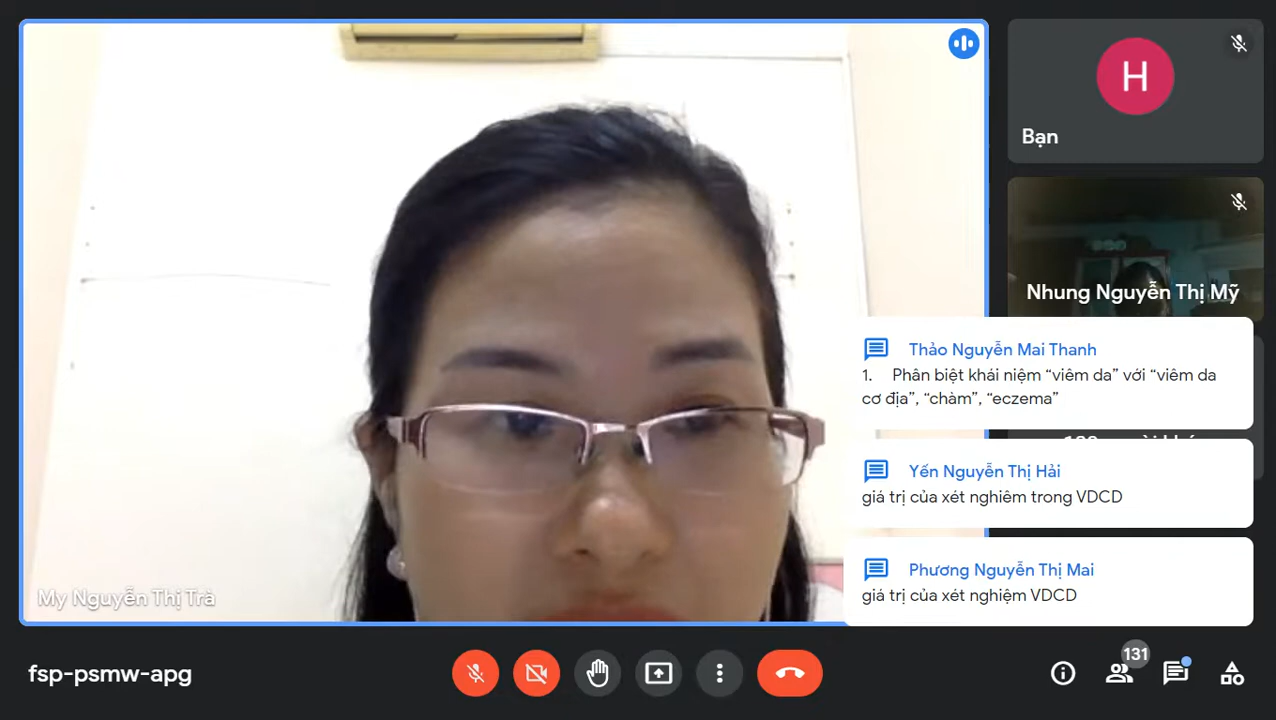 H
Bạn
Nhung Nguyễn Thị Mỹ
Thảo Nguyễn Mai Thanh
1. Phân biệt khái niệm “viêm da” với “viêm da
cơ địa”, “chàm”, “eczema”
Yến Nguyễn Thị Hải
giá trị của xét nghiêm trong VDCD
Phương Nguyễn Thị Mai
giá trị của xét nghiệm VDCD
My Nguyễn Thị Trà
fsp-psmw-apg
131